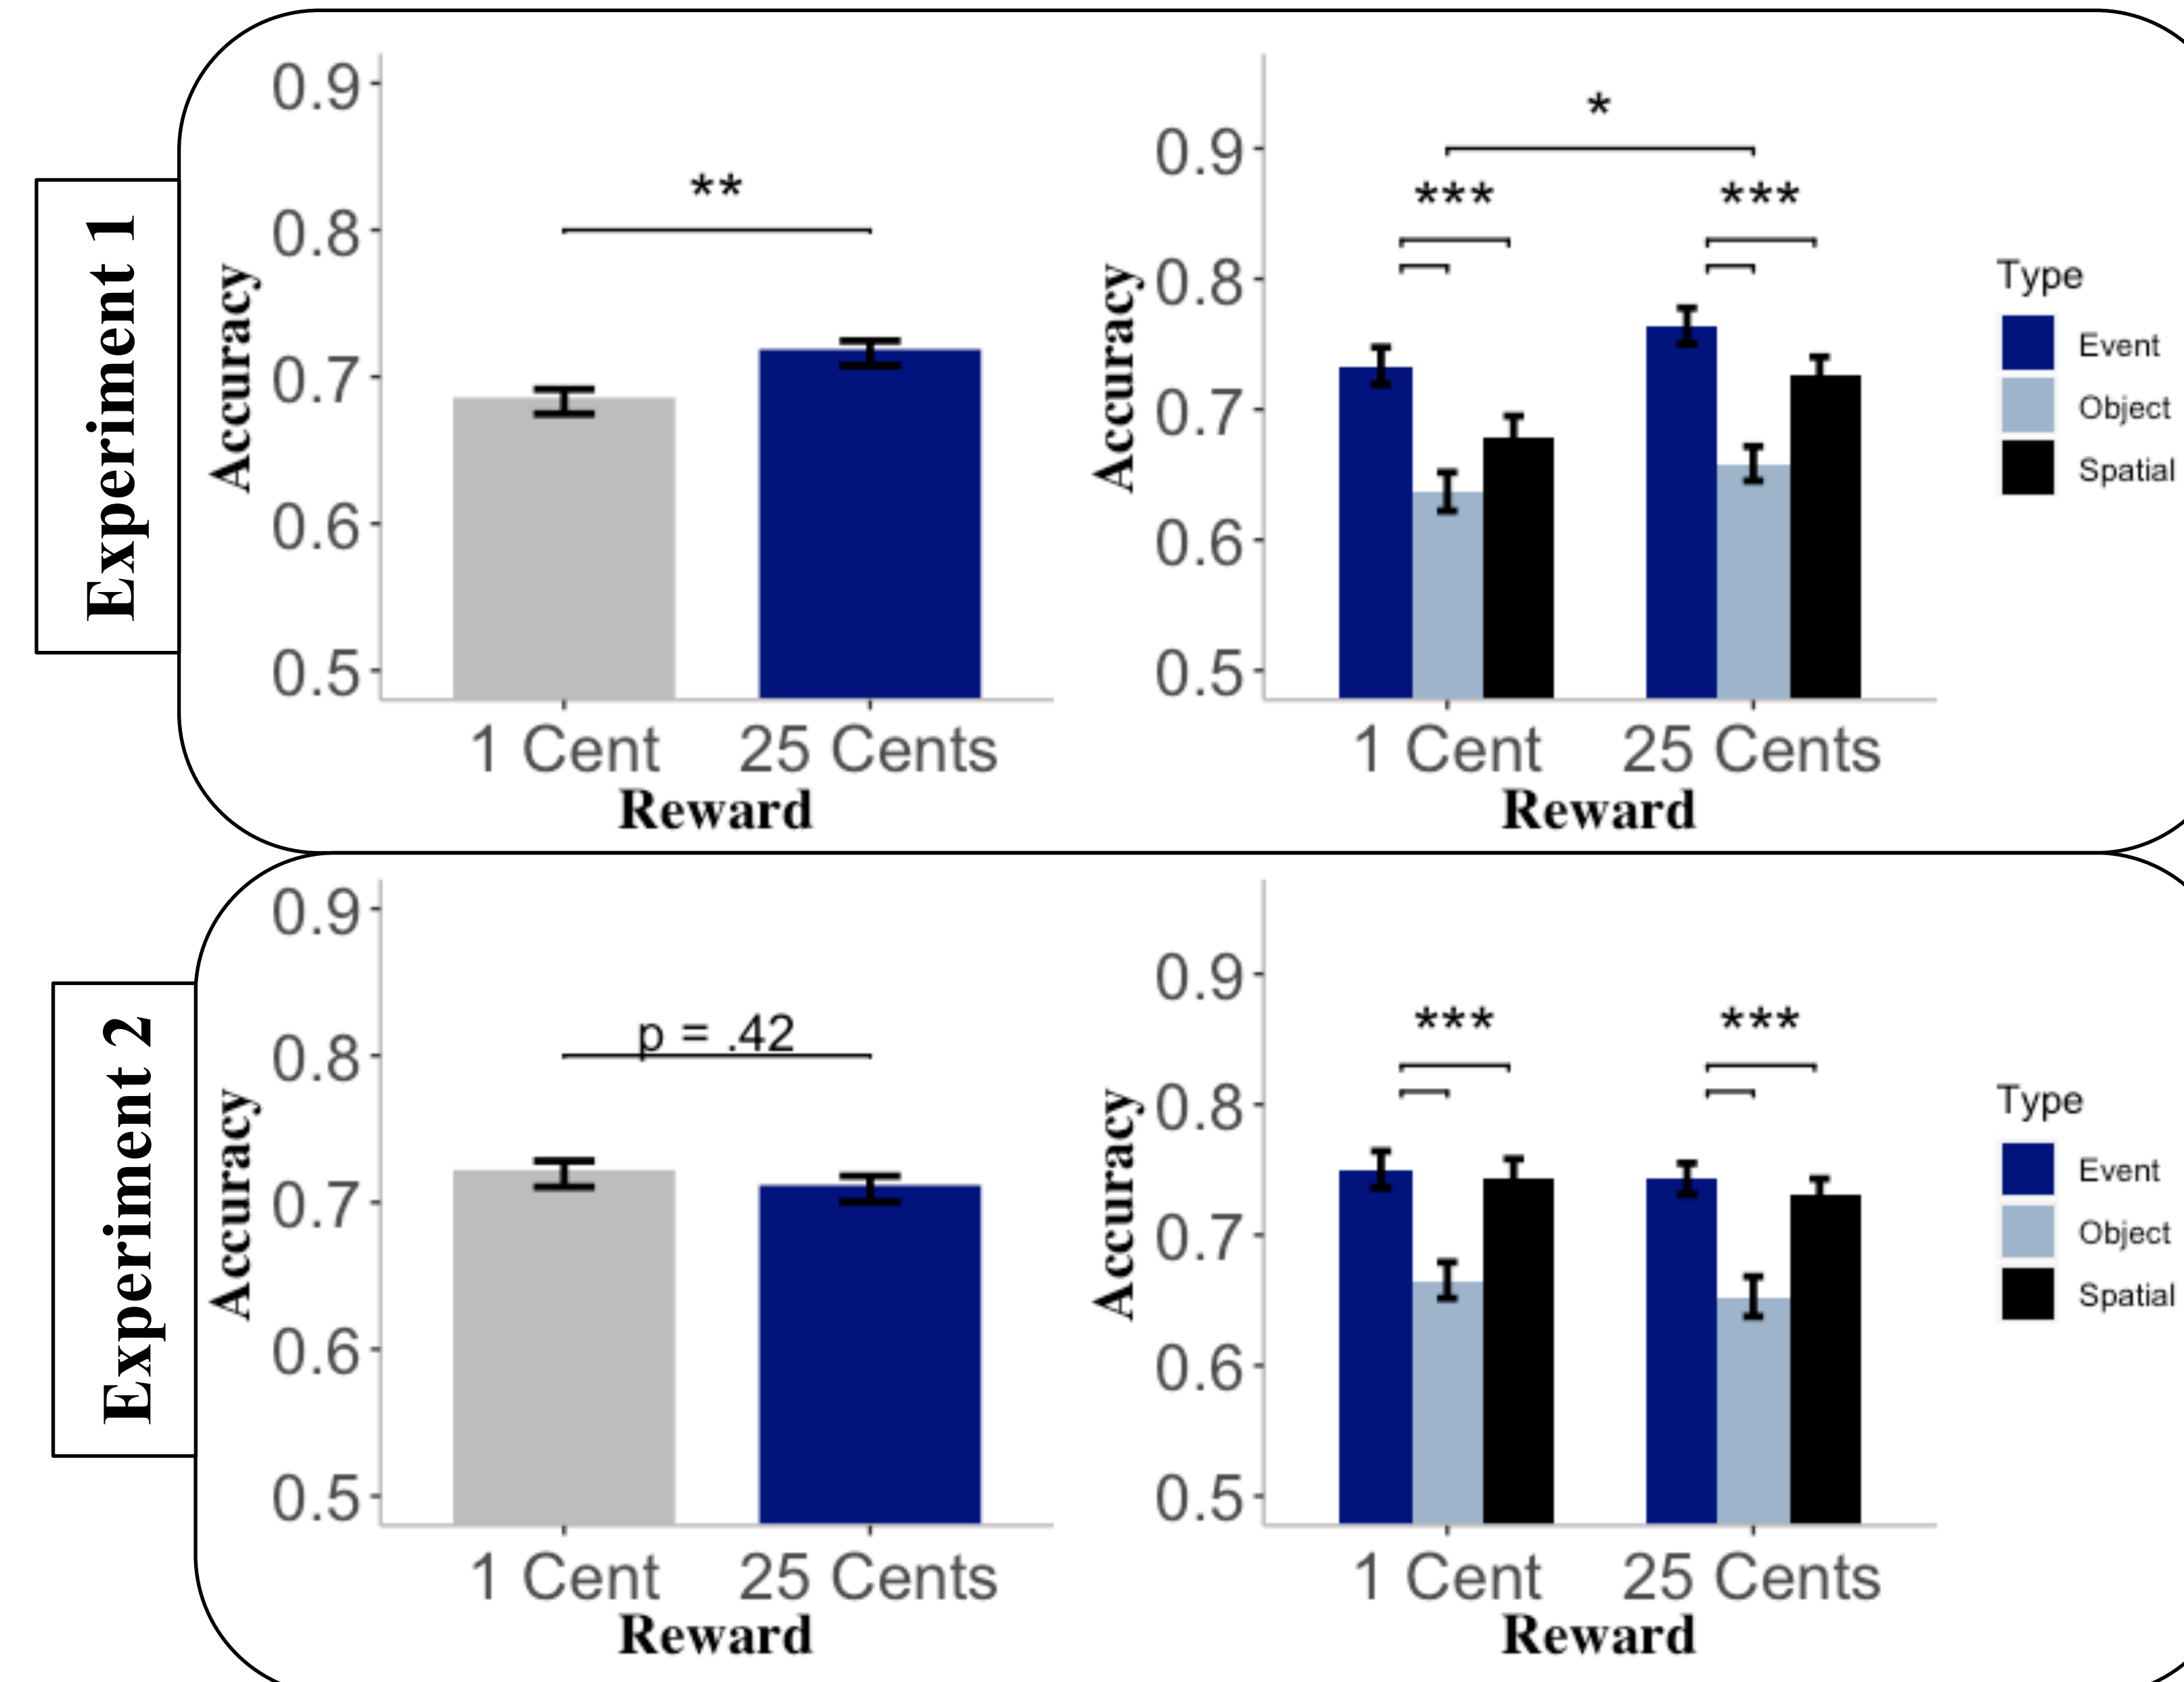 Experiment 1
0.9
0.8
0.7
0.6
0.5
Accuracy
**
1 Cent
25 Cents
Reward
0.9
0.8
0.7
0.6
0.5
Accuracy
*
***
***
1 Cent
25 Cents
Reward
Type
Event
Object
Spatial
Experiment 2
0.9
0.8
0.7
0.6
0.5
Accuracy
p = .42
1 Cent
25 Cents
Reward
0.9
0.8
0.7
0.6
0.5
Accuracy
***
***
1 Cent
25 Cents
Reward
Type
Event
Object
Spatial